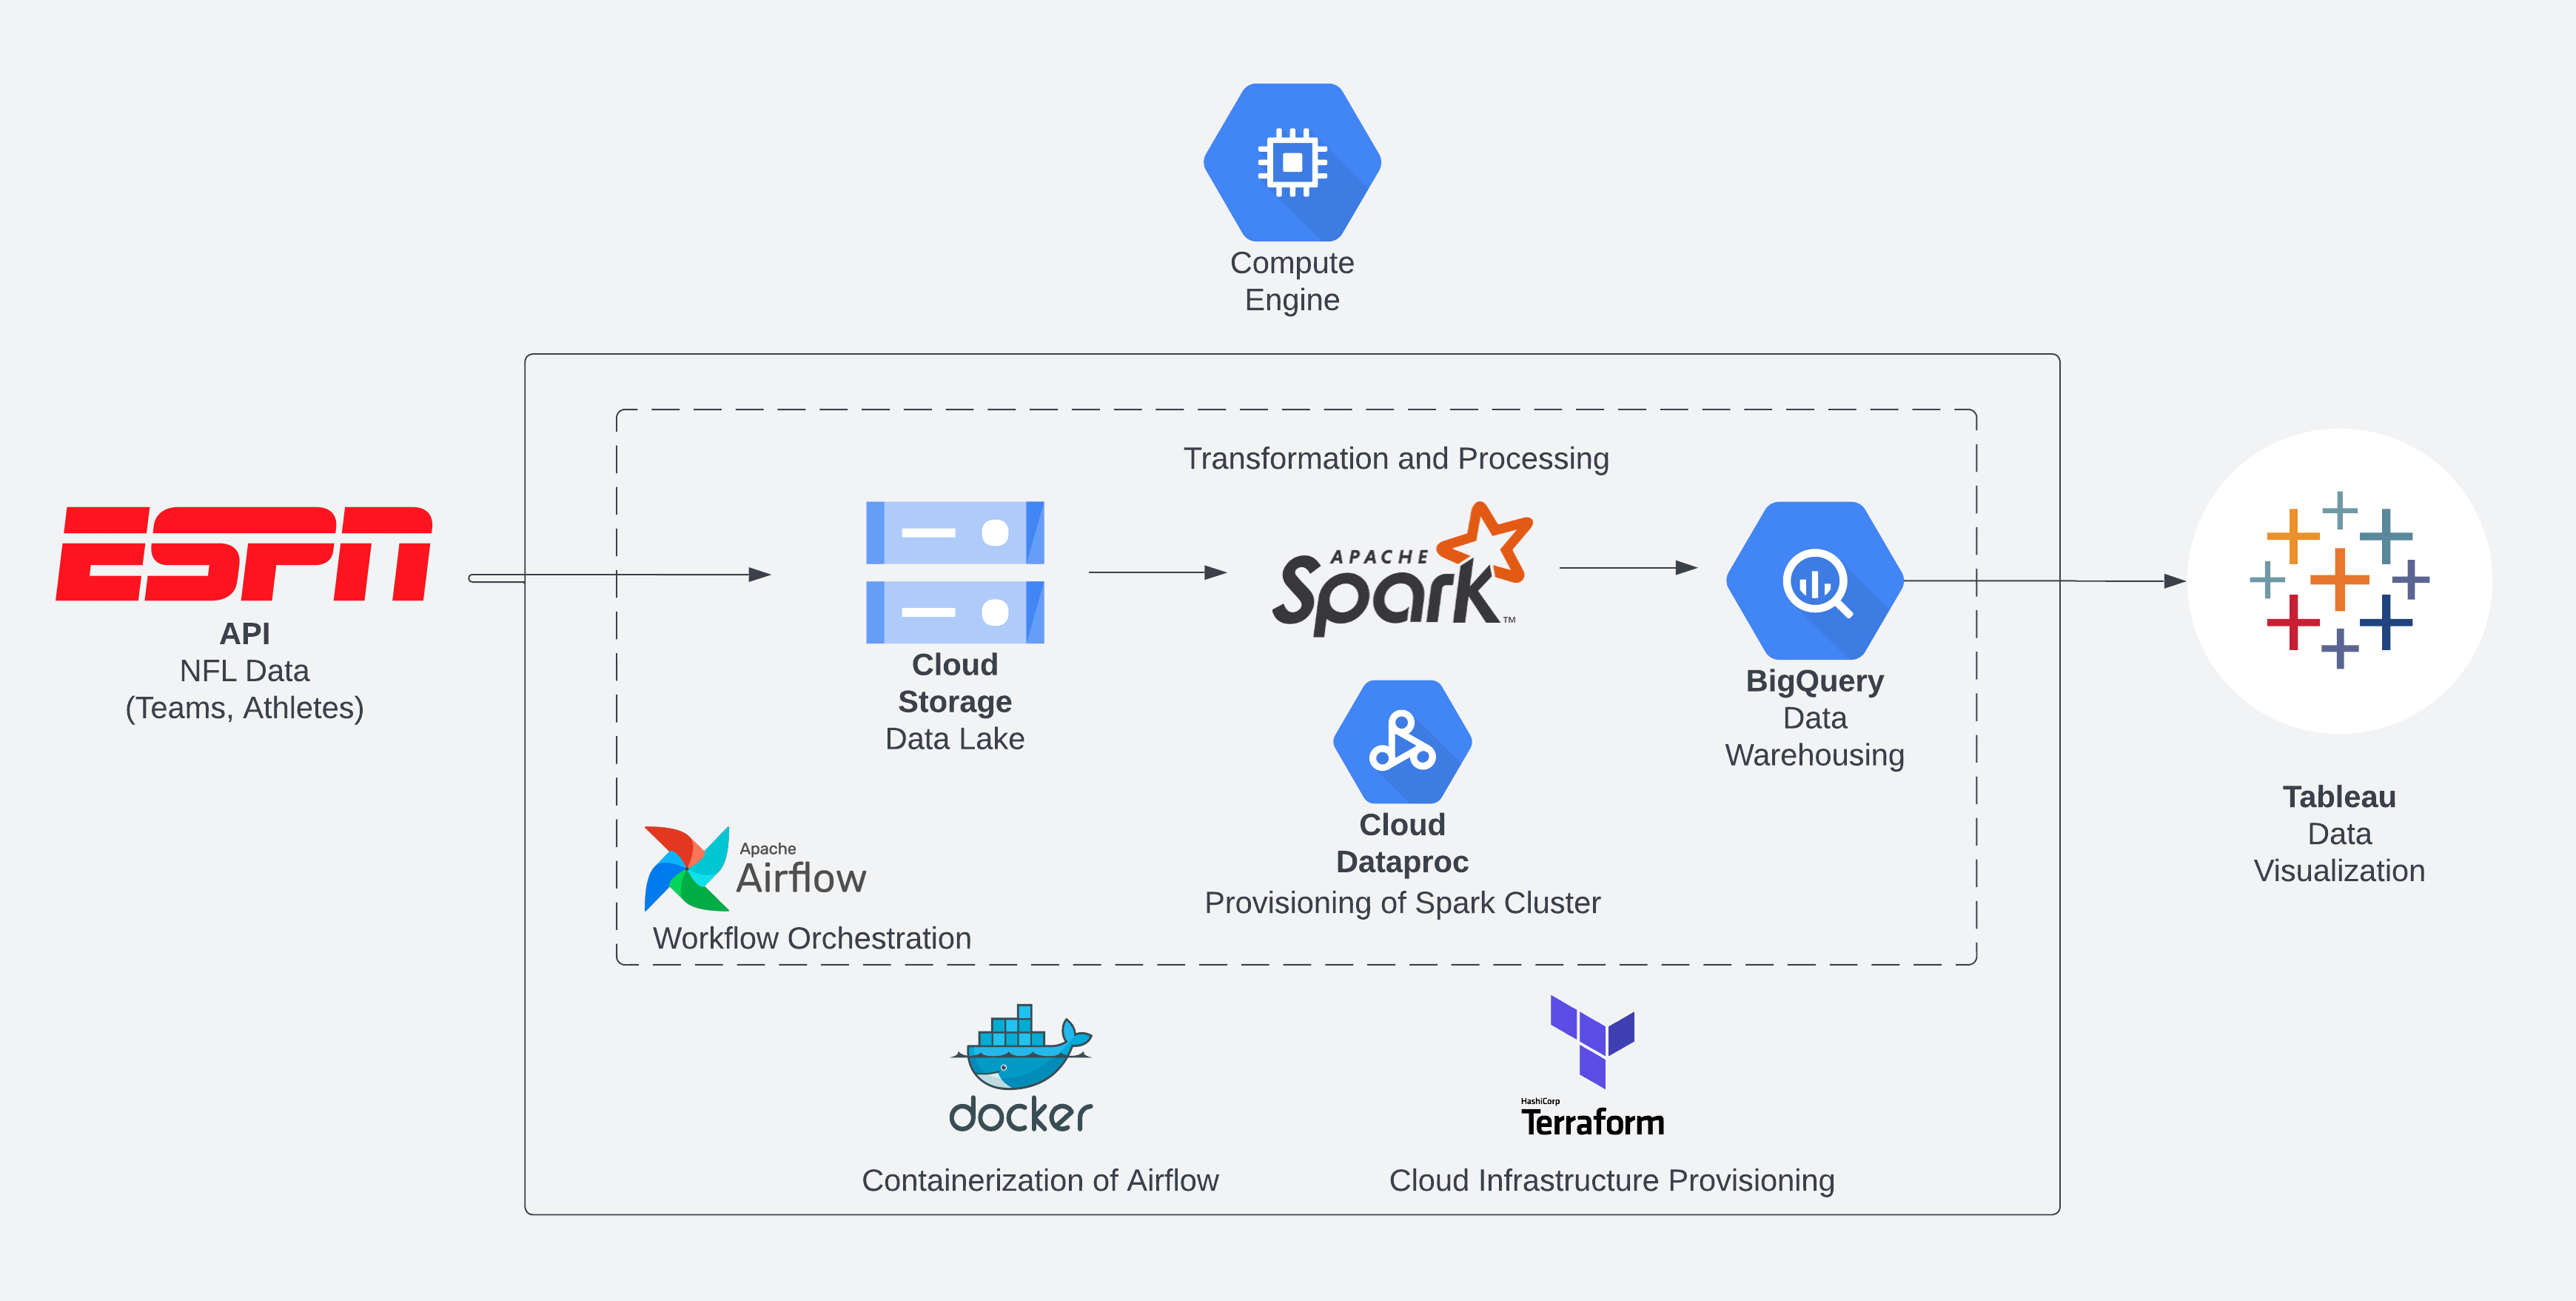 Compute
Engine
Transformation and Processing
ESPN
API
NFL Data
(Teams, Athletes)
Cloud
Storage
Data Lake
APACHE
Spark™
Cloud
Dataproc
Provisioning of Spark Cluster
BigQuery
Data
Warehousing
Tableau
Data
Visualization
Apache
Airflow
Workflow Orchestration
docker
Containerization of Airflow
HashiCorp
Terraform
Cloud Infrastructure Provisioning